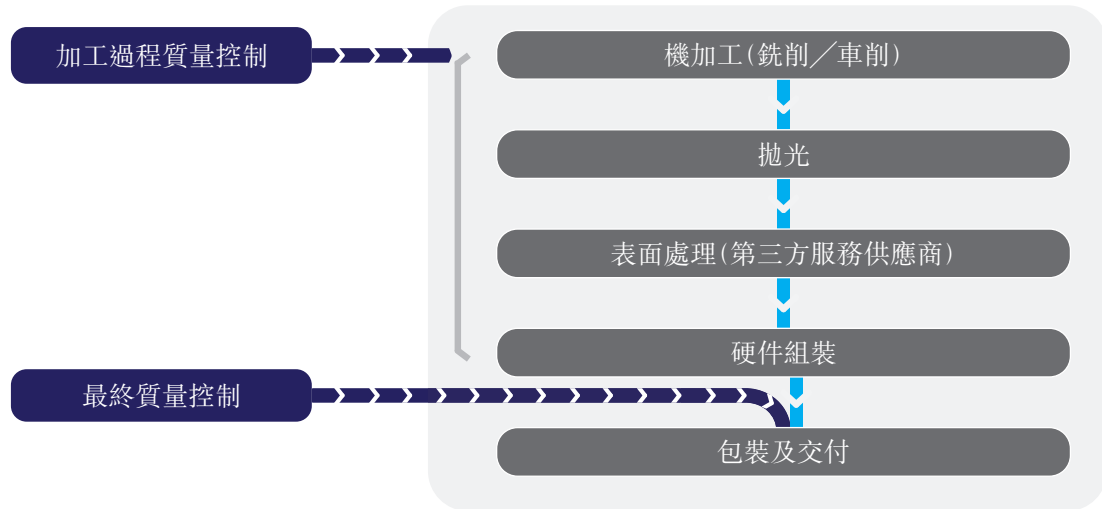 加工過程質量控制
機加工(銑削／車削)
拋光
表面處理(第三方服務供應商)
硬件組裝
最終質量控制
包裝及交付